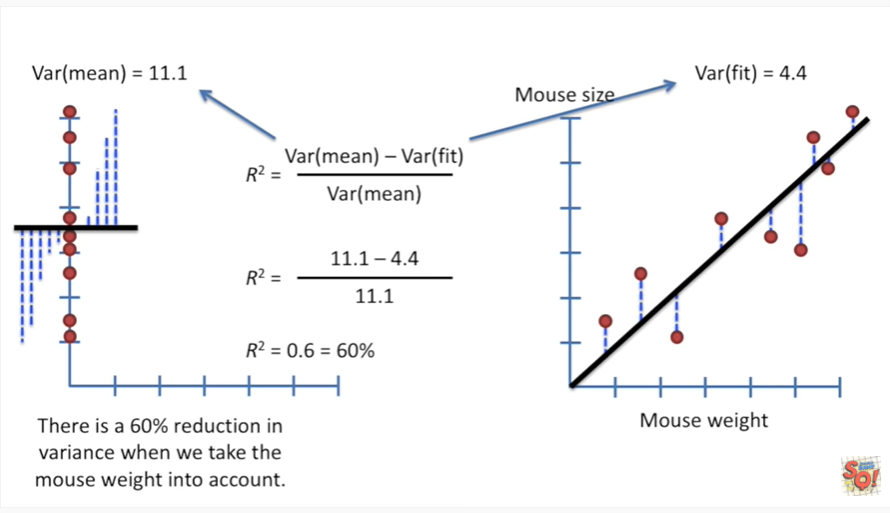 Var(mean) = 11.1
Mouse size
Var(fit) = 4.4
R² =
Var(mean) – Var(fit)
Var(mean)
R² =
11.1 – 4.4
11.1
R² = 0.6 = 60%
There is a 60% reduction in
variance when we take the
mouse weight into account.
Mouse weight
SQ!